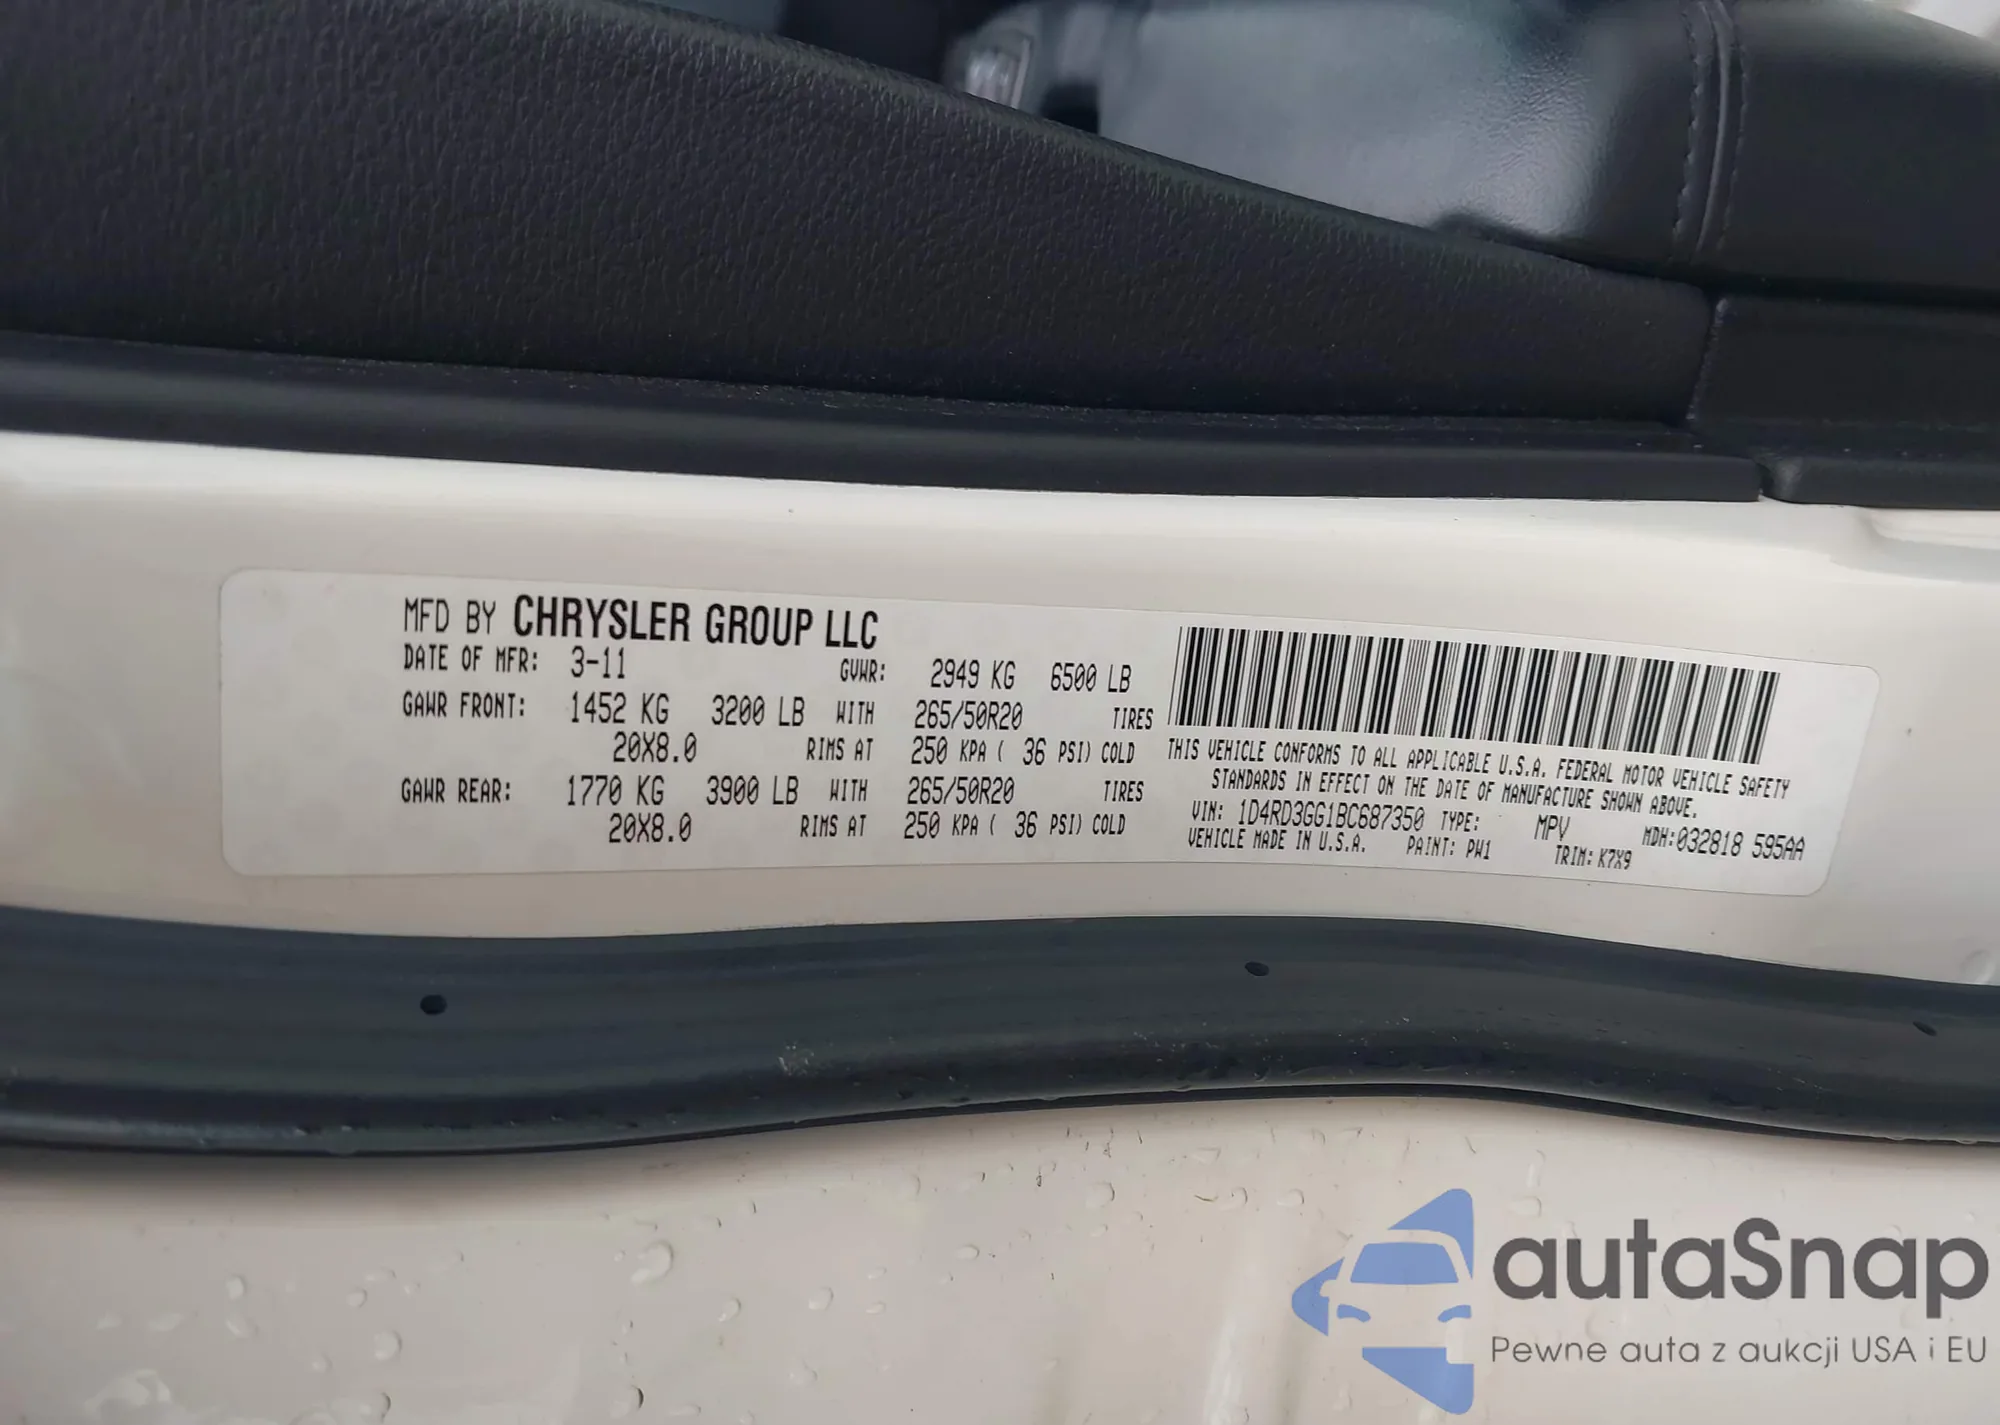 MFD BY CHRYSLER GROUP LLC
DATE OF MFR: 3-11 GVWR: 2949 KG 6500 LB
GAWR FRONT: 1452 KG 3200 LB WITH 265/50R20 TIRES
20X8.0 RIMS AT 250 KPA ( 36 PSI) COLD
GAWR REAR: 1770 KG 3900 LB WITH 265/50R20 TIRES
20X8.0 RIMS AT 250 KPA ( 36 PSI) COLD
THIS VEHICLE CONFORMS TO ALL APPLICABLE U.S.A. FEDERAL MOTOR VEHICLE SAFETY
STANDARDS IN EFFECT ON THE DATE OF MANUFACTURE SHOWN ABOVE.
VIN: 1D4RD3GG1BC687350 TYPE: MPV MDH:032818 595AA
VEHICLE MADE IN U.S.A. PAINT: PW1 TRIM: K7X9
autaSnap
Pewne auta z aukcji USA i EU